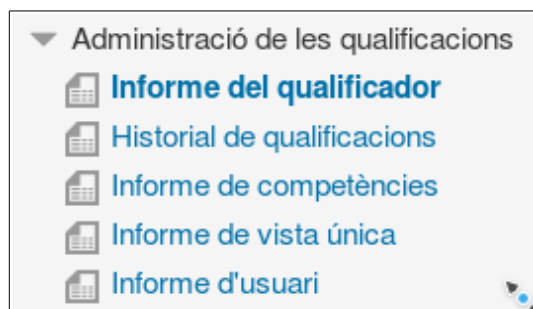 Administració de les qualificacions
Informe del qualificador
Historial de qualificacions
Informe de competències
Informe de vista única
Informe d'usuari